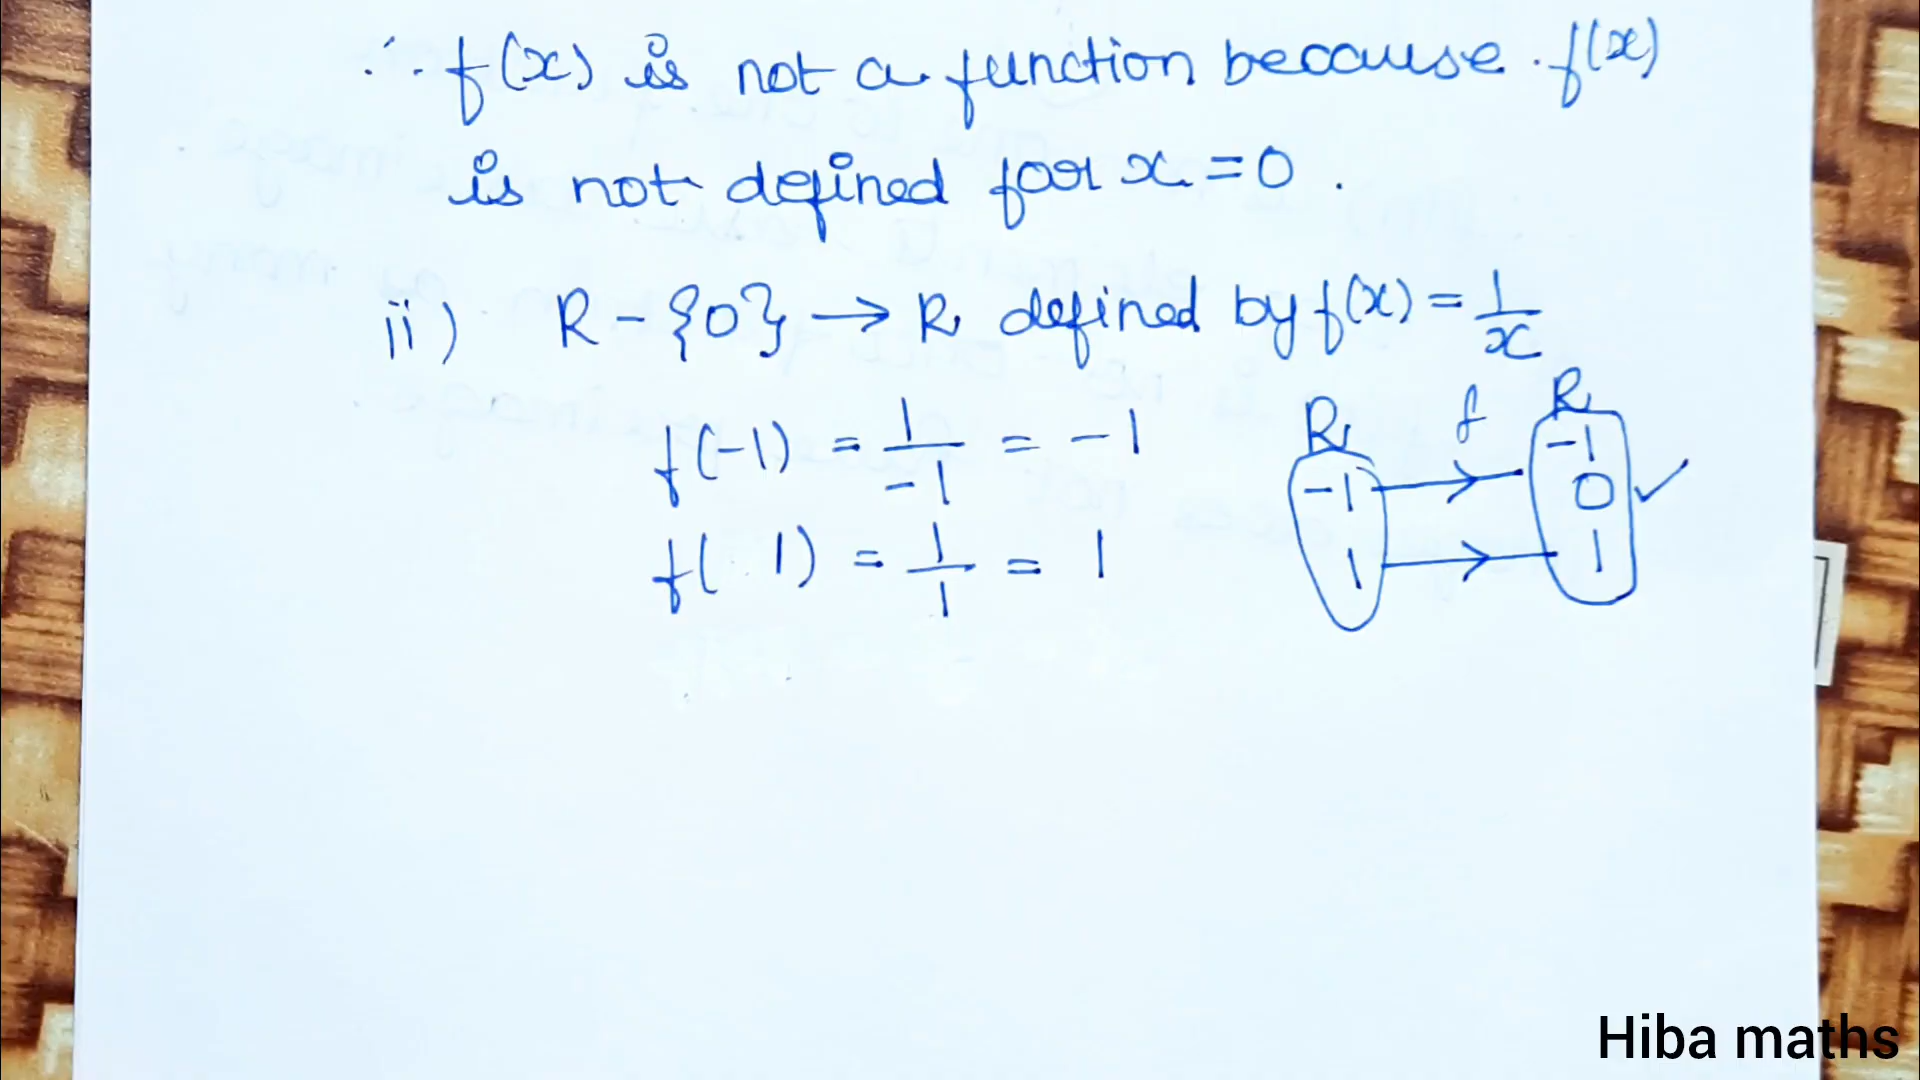 ∴ f(x) is not a function because f(x)
is not defined for x = 0.
ii) R - {0} → R defined by f(x) = 1/x
f(-1) = 1/-1 = -1
f( 1) = 1/1 = 1
R f R
-1 -1
0 ✓
1 1
Hiba maths